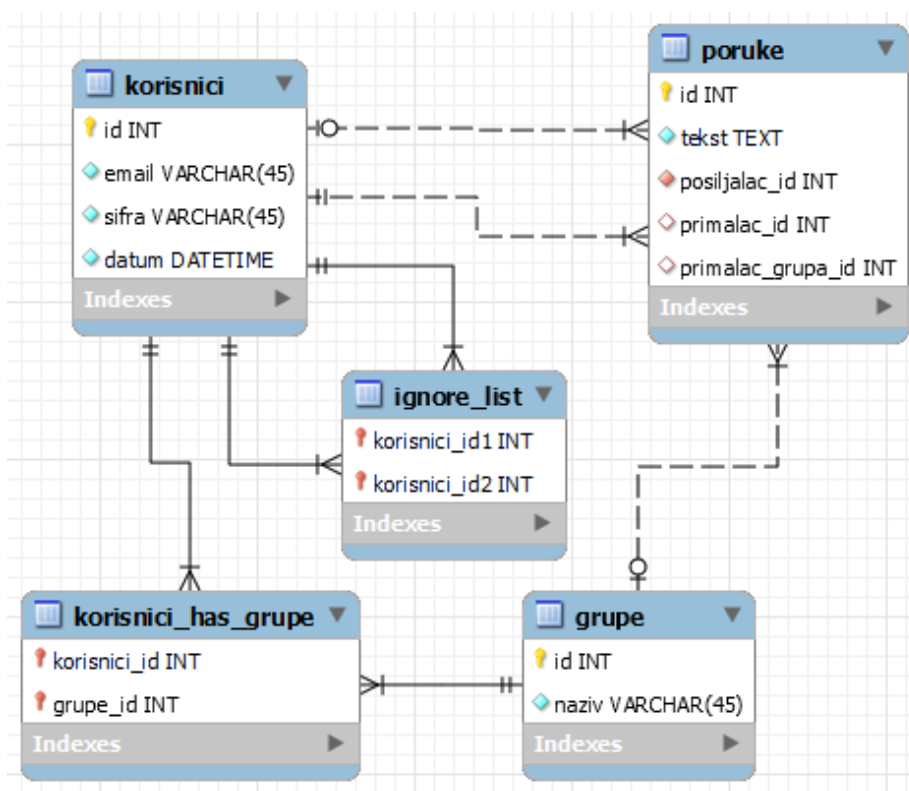 korisnici
id INT
email VARCHAR(45)
sifra VARCHAR(45)
datum DATETIME
Indexes
poruke
id INT
tekst TEXT
posiljalac_id INT
primalac_id INT
primalac_grupa_id INT
Indexes
ignore_list
korisnici_id1 INT
korisnici_id2 INT
Indexes
korisnici_has_grupe
korisnici_id INT
grupe_id INT
Indexes
grupe
id INT
naziv VARCHAR(45)
Indexes